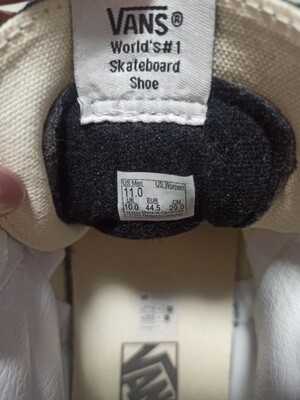 VANS®
World's#1
Skateboard
Shoe
US Men US Women
11.0
UK EUR CM
10.0 44.5 29.0
VANS